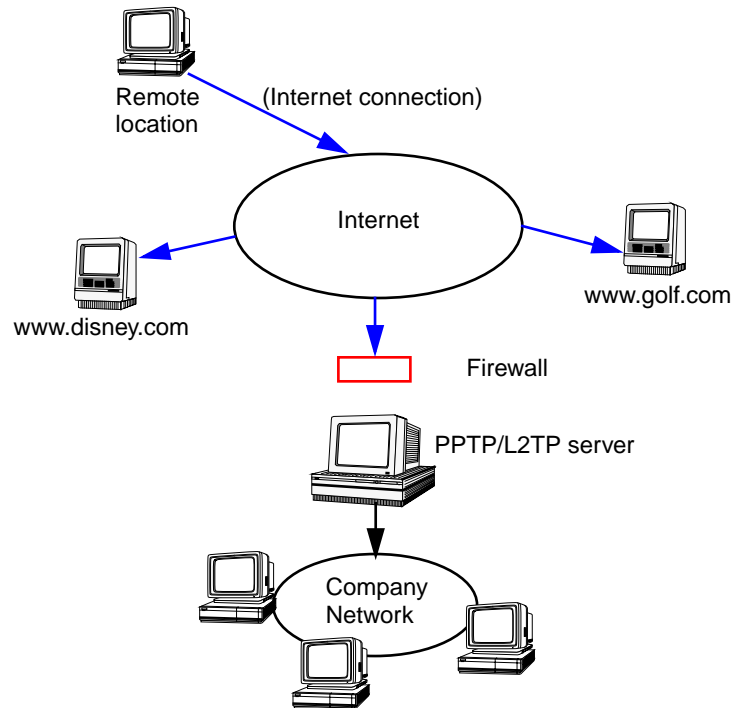 Remote
location
(Internet connection)
Internet
www.disney.com
www.golf.com
Firewall
PPTP/L2TP server
Company
Network